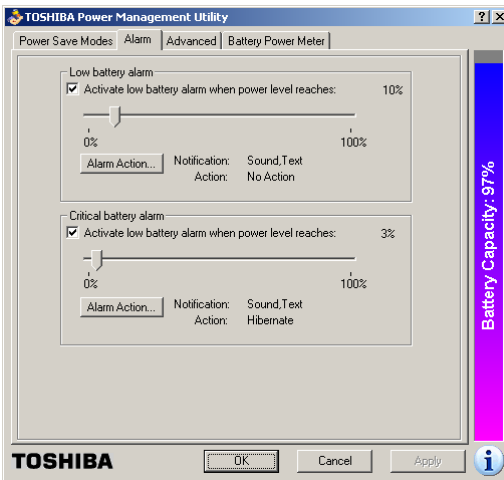 TOSHIBA Power Management Utility
Power Save Modes Alarm Advanced Battery Power Meter
Low battery alarm
Activate low battery alarm when power level reaches: 10%
0% 100%
Alarm Action... Notification: Sound,Text
Action: No Action
Critical battery alarm
Activate low battery alarm when power level reaches: 3%
0% 100%
Alarm Action... Notification: Sound,Text
Action: Hibernate
Battery Capacity: 97%
TOSHIBA OK Cancel Apply